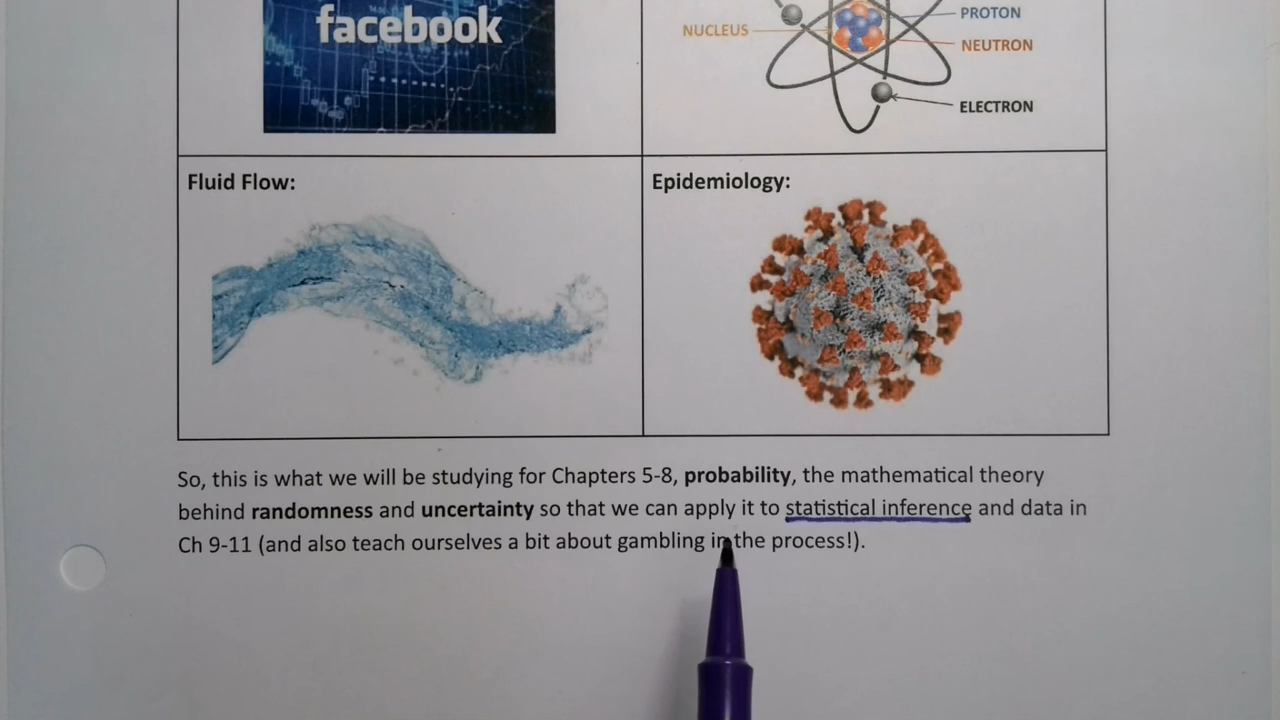 facebook
NUCLEUS
PROTON
NEUTRON
ELECTRON
Fluid Flow:
Epidemiology:
So, this is what we will be studying for Chapters 5-8, probability, the mathematical theory
behind randomness and uncertainty so that we can apply it to statistical inference and data in
Ch 9-11 (and also teach ourselves a bit about gambling in the process!).